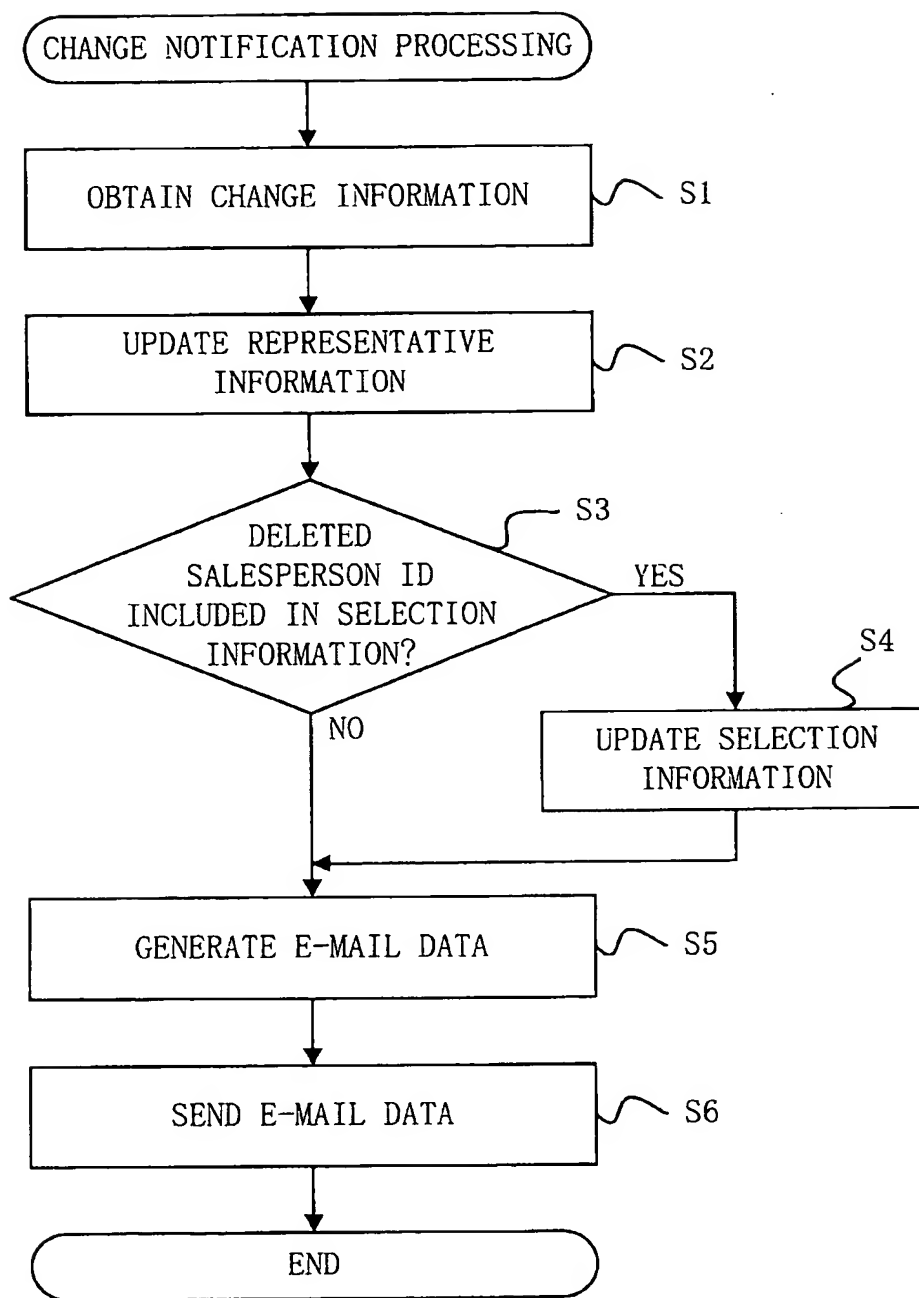 CHANGE NOTIFICATION PROCESSING
OBTAIN CHANGE INFORMATION
S1
UPDATE REPRESENTATIVE
INFORMATION
S2
DELETED
SALESPERSON ID
INCLUDED IN SELECTION
INFORMATION?
S3
YES
NO
S4
UPDATE SELECTION
INFORMATION
GENERATE E-MAIL DATA
S5
SEND E-MAIL DATA
S6
END